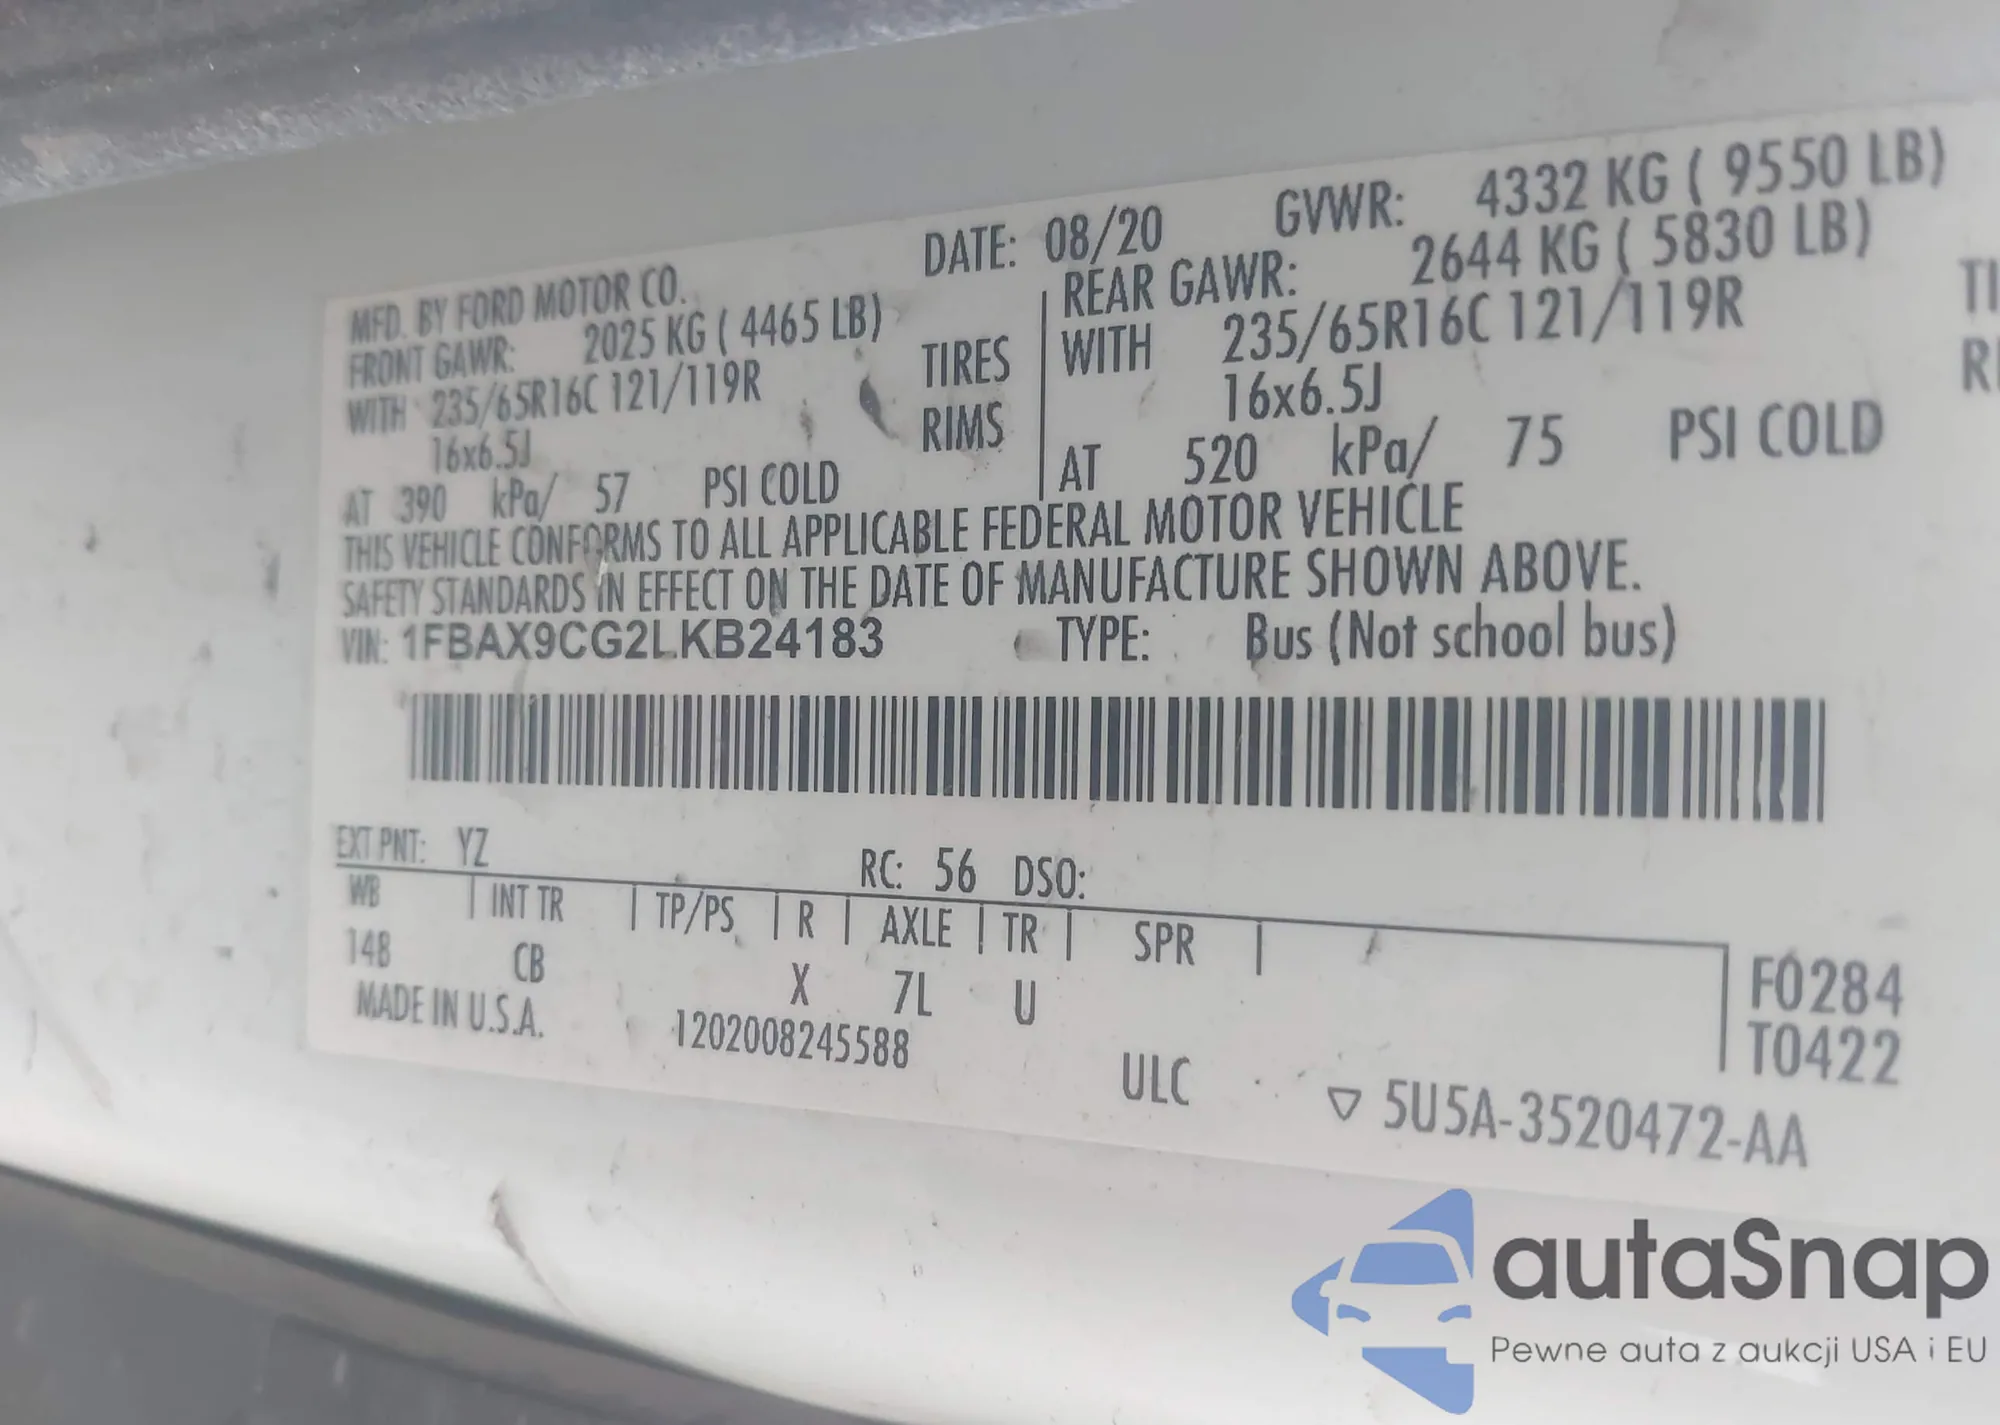 MFD. BY FORD MOTOR CO. DATE: 08/20 GVWR: 4332 KG ( 9550 LB)
FRONT GAWR: 2025 KG ( 4465 LB) REAR GAWR: 2644 KG ( 5830 LB)
WITH 235/65R16C 121/119R TIRES WITH 235/65R16C 121/119R TI
16x6.5J RIMS 16x6.5J RI
AT 390 kPa/ 57 PSI COLD AT 520 kPa/ 75 PSI COLD
THIS VEHICLE CONFORMS TO ALL APPLICABLE FEDERAL MOTOR VEHICLE
SAFETY STANDARDS IN EFFECT ON THE DATE OF MANUFACTURE SHOWN ABOVE.
VIN: 1FBAX9CG2LKB24183 TYPE: Bus (Not school bus)
EXT PNT: YZ RC: 56 DSO:
WB | INT TR | TP/PS | R | AXLE | TR | SPR |
148 CB X 7L U F0284
T0422
MADE IN U.S.A. 1202008245588 ULC ▽ 5U5A-3520472-AA
autaSnap
Pewne auta z aukcji USA i EU